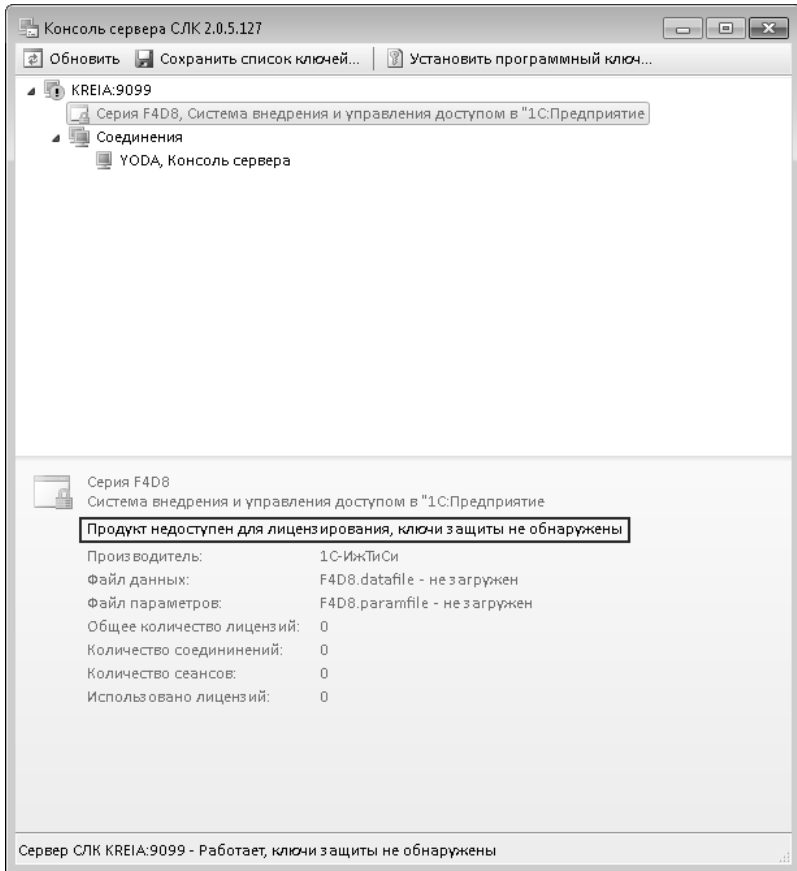 Консоль сервера СЛК 2.0.5.127
Обновить Сохранить список ключей... Установить программный ключ...
KREIA:9099
Серия F4D8, Система внедрения и управления доступом в "1С:Предприятие
Соединения
YODA, Консоль сервера
Серия F4D8
Система внедрения и управления доступом в "1С:Предприятие
Продукт недоступен для лицензирования, ключи защиты не обнаружены
Производитель: 1С-ИжТиСи
Файл данных: F4D8.datafile - не загружен
Файл параметров: F4D8.paramfile - не загружен
Общее количество лицензий: 0
Количество соедининений: 0
Количество сеансов: 0
Использовано лицензий: 0
Сервер СЛК KREIA:9099 - Работает, ключи защиты не обнаружены